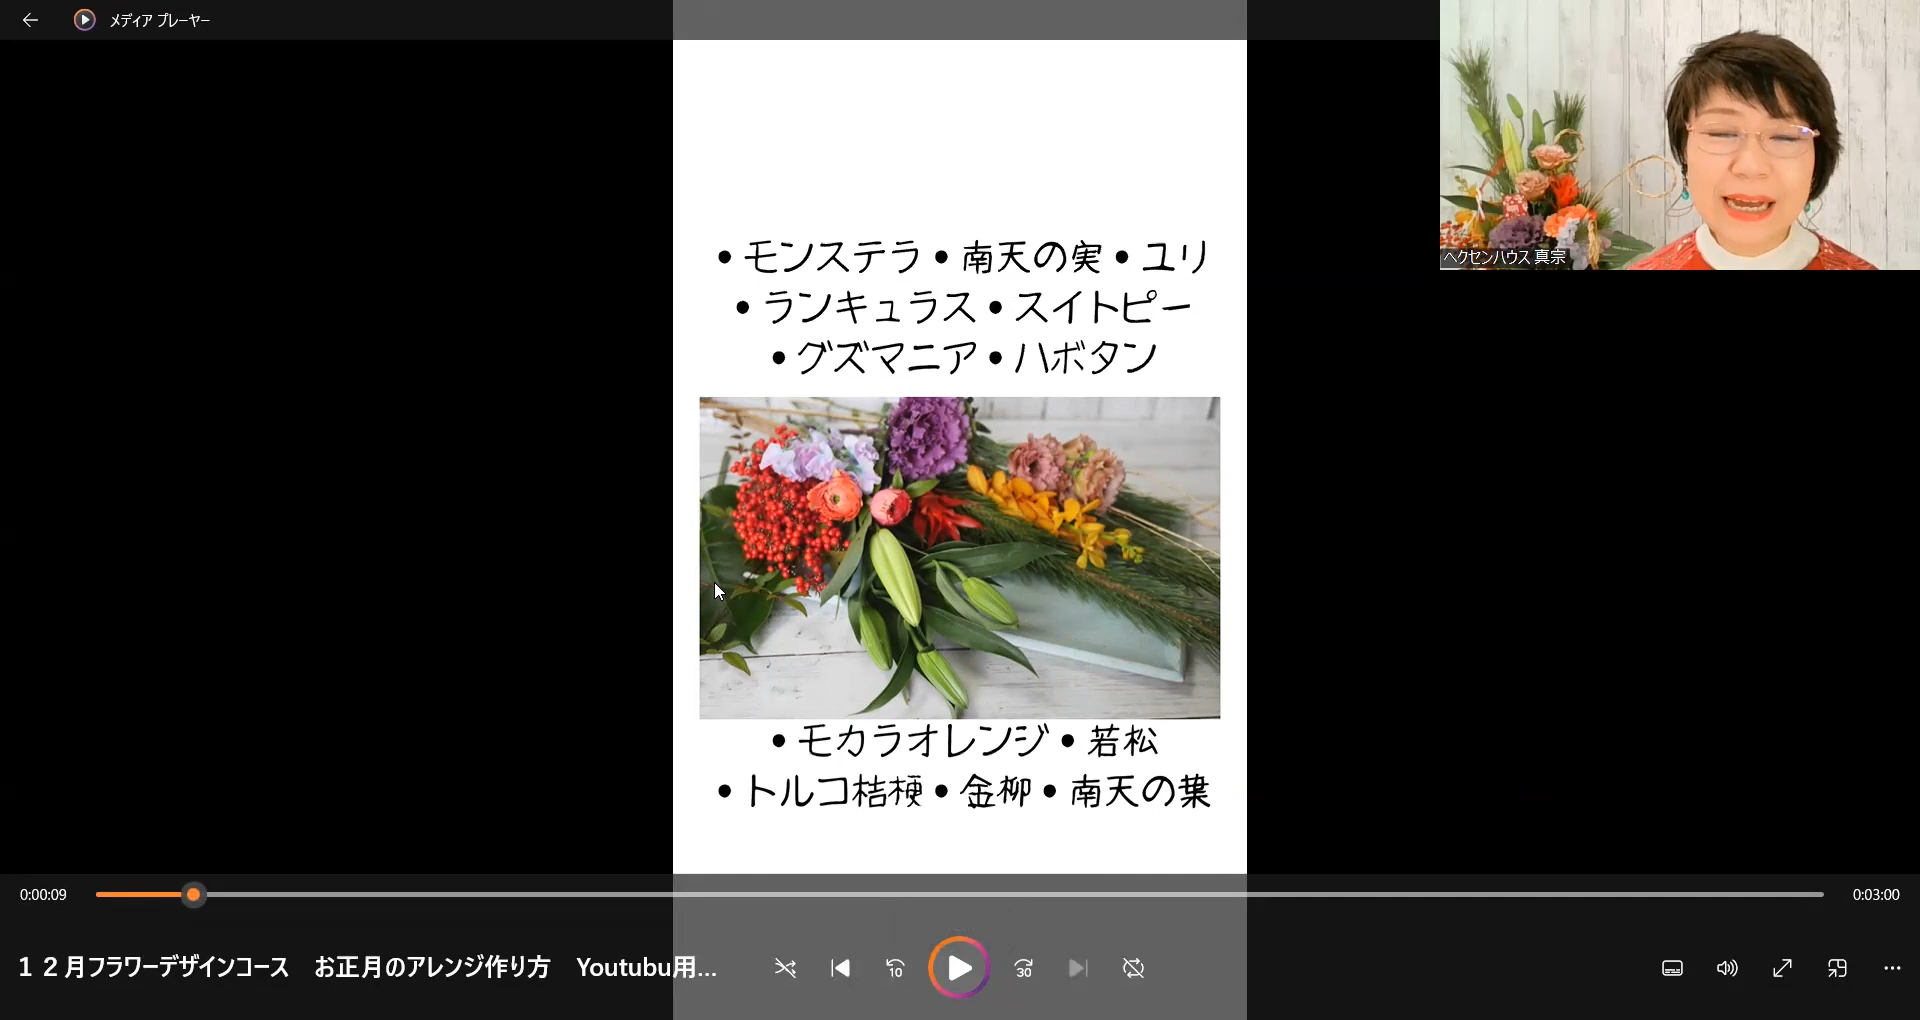 メディア プレーヤー
• モンステラ • 南天の実 • ユリ
• ランキュラス • スイトピー
• グズマニア • ハボタン
ヘクセンハウス 真宗
• モカラオレンジ • 若松
• トルコ桔梗 • 金柳 • 南天の葉
0:00:09
0:03:00
１２月フラワーデザインコース　お正月のアレンジ作り方　Youtubu用...
10
30